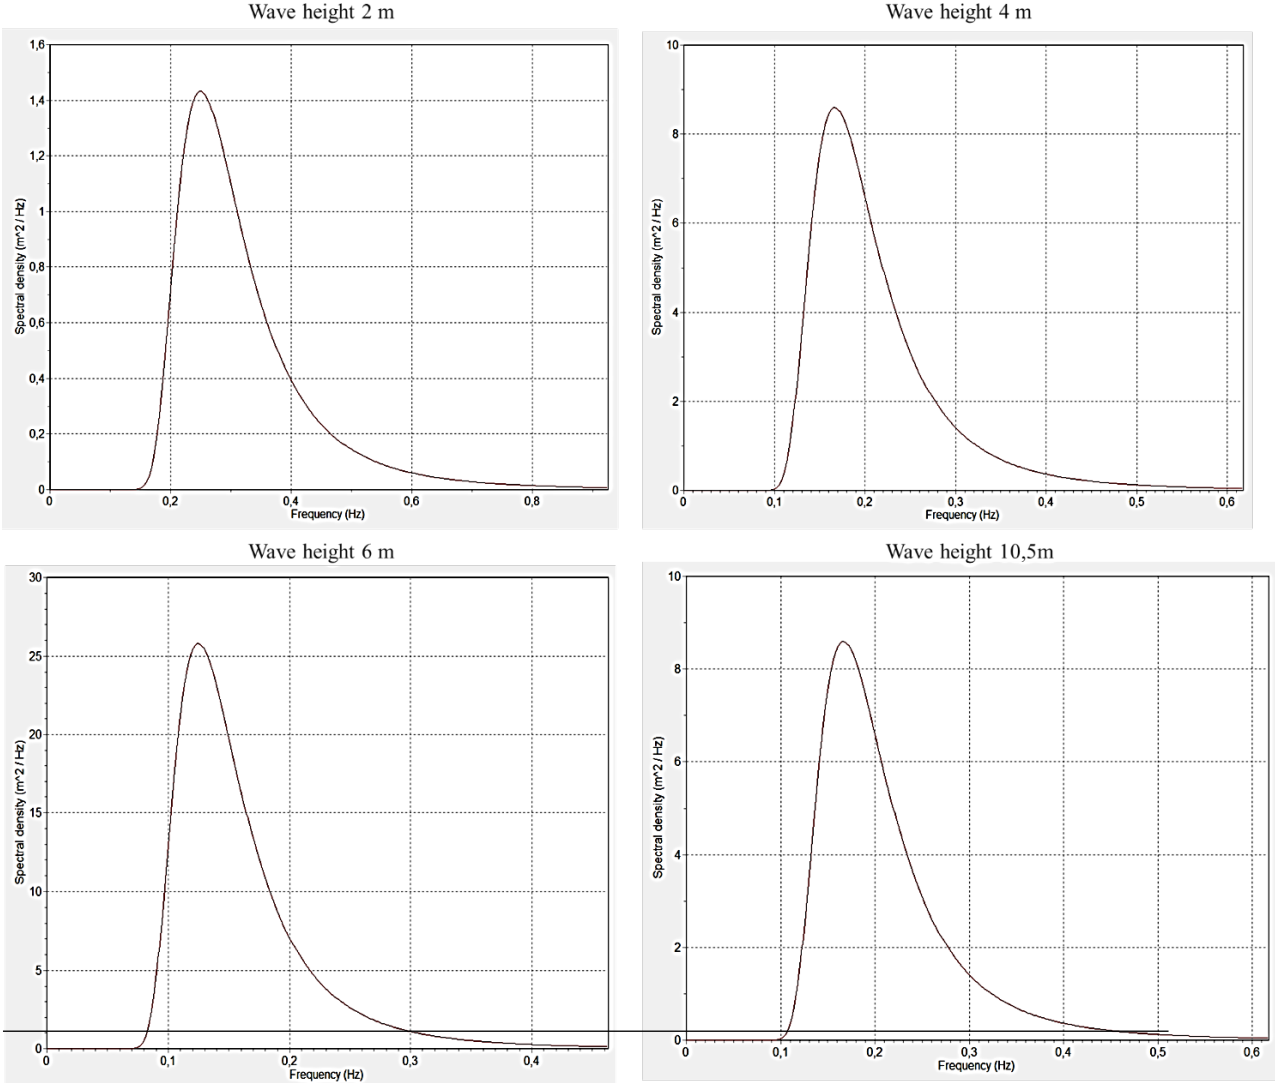 Wave height 2 m
1,6
1,4
1,2
1
0,8
0,6
0,4
0,2
0
Spectral density (m^2 / Hz)
0 0,2 0,4 0,6 0,8
Frequency (Hz)
Wave height 4 m
10
8
6
4
2
0
Spectral density (m^2 / Hz)
0 0,1 0,2 0,3 0,4 0,5 0,6
Frequency (Hz)
Wave height 6 m
30
25
20
15
10
5
0
Spectral density (m^2 / Hz)
0 0,1 0,2 0,3 0,4
Frequency (Hz)
Wave height 10,5m
10
8
6
4
2
0
Spectral density (m^2 / Hz)
0 0,1 0,2 0,3 0,4 0,5 0,6
Frequency (Hz)